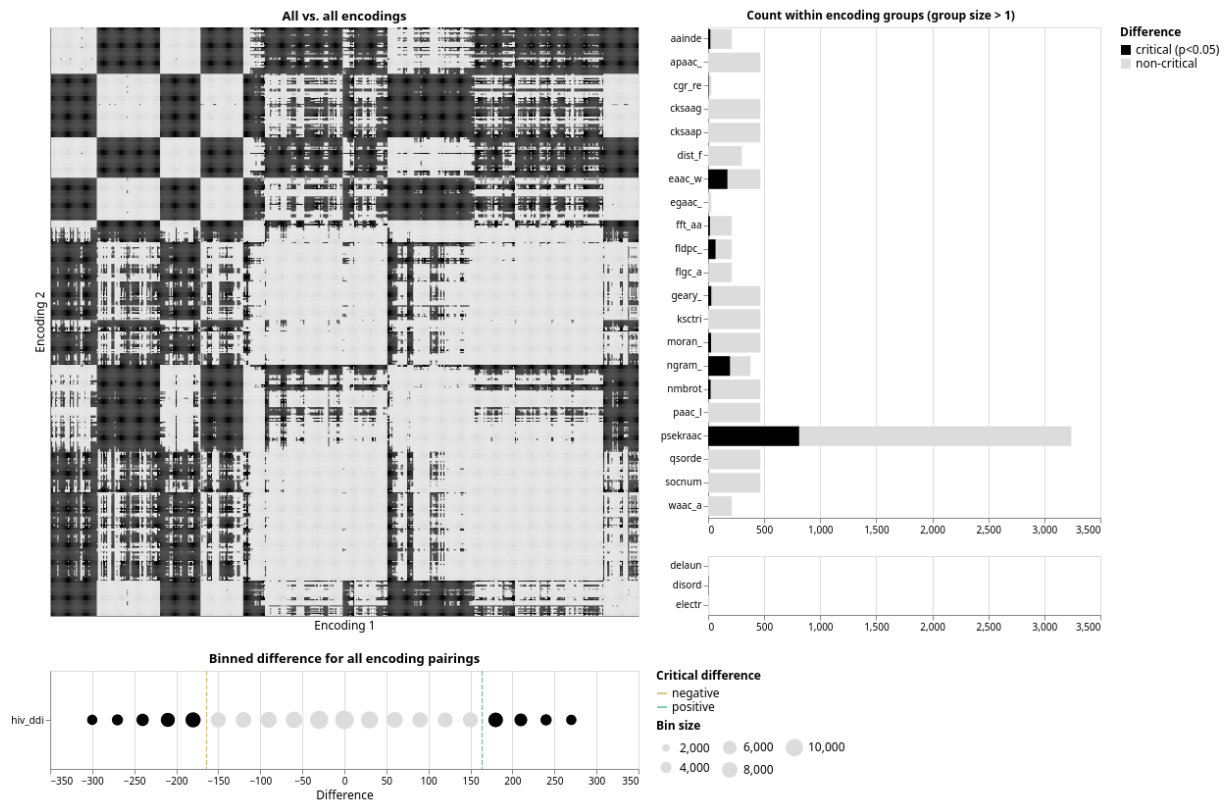 All vs. all encodings
Encoding 2
Encoding 1
Count within encoding groups (group size > 1)
aainde
apaac_
cgr_re
cksaag
cksaap
dist_f
eaac_w
egaac_
fft_aa
fldpc_
flgc_a
geary_
ksctri
moran_
ngram_
nmbrot
paac_l
psekraac
qsorde
socnum
waac_a
0 500 1,000 1,500 2,000 2,500 3,000 3,500
Difference
critical (p<0.05)
non-critical
delaun
disord
electr
0 500 1,000 1,500 2,000 2,500 3,000 3,500
Binned difference for all encoding pairings
hiv_ddi
−350 −300 −250 −200 −150 −100 −50 0 50 100 150 200 250 300 350
Difference
Critical difference
negative
positive
Bin size
2,000 6,000 10,000
4,000 8,000